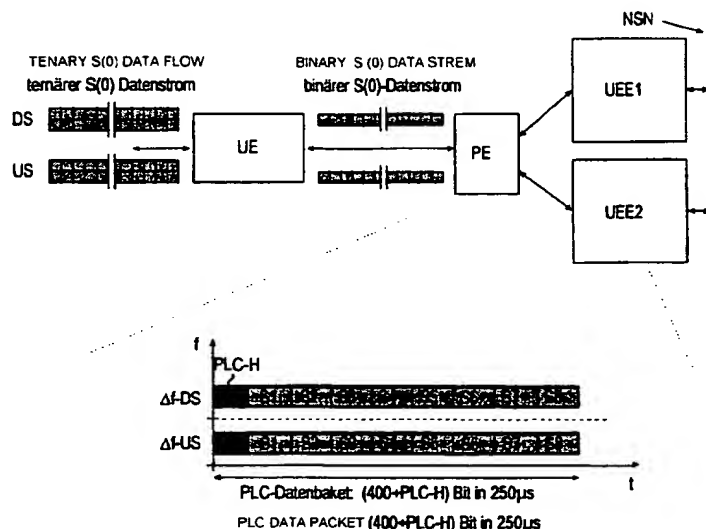 NSN
TENARY S(0) DATA FLOW
ternärer S(0) Datenstrom
BINARY S (0) DATA STREM
binärer S(0)-Datenstrom
DS
US
UE
PE
UEE1
UEE2
f
PLC-H
Δf-DS
Δf-US
t
PLC-Datenbaket: (400+PLC-H) Bit in 250µs
PLC DATA PACKET (400+PLC-H) Bit in 250µs